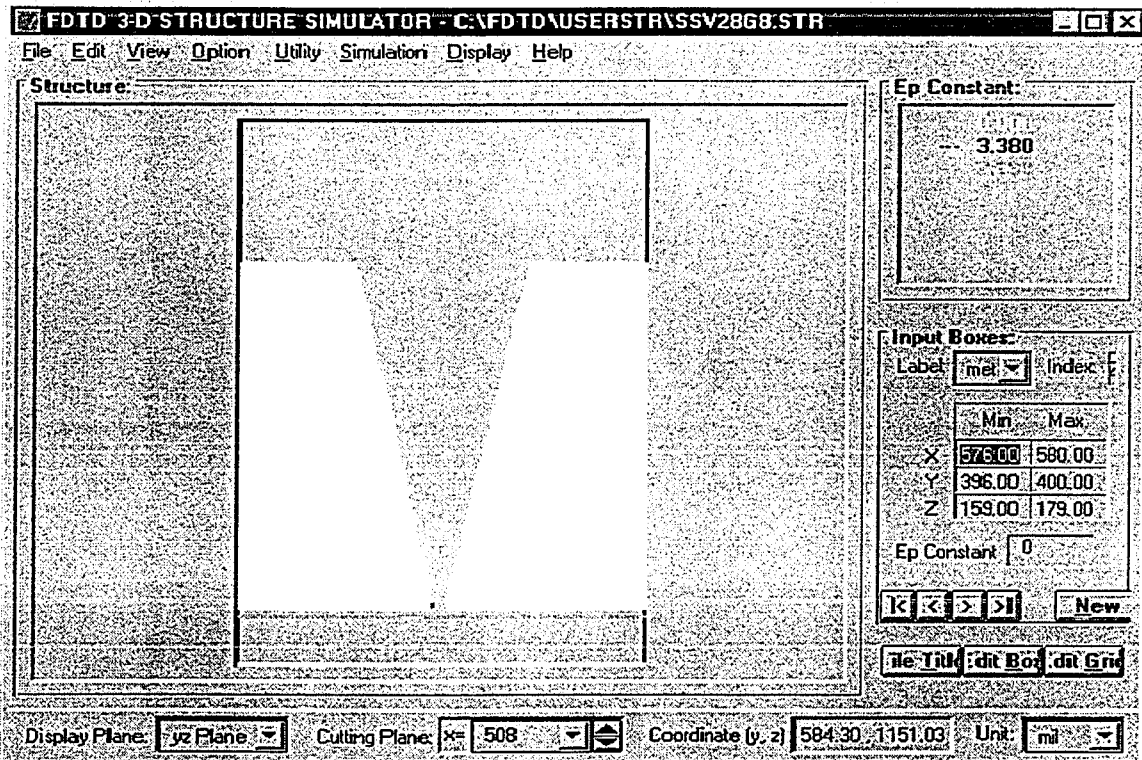 FDTD 3-D STRUCTURE SIMULATOR - C:\FDTD\USERSTR\SSV28G8.STR
File Edit View Option Utility Simulation Display Help
Structure:
Ep Constant:
--- 3.380
Input Boxes:
Label met Index
Min Max
X 576.00 580.00
Y 396.00 400.00
Z 159.00 179.00
Ep Constant 0
|< < > >| New
ile Title dit Box dit Grid
Display Plane: yz Plane Cutting Plane: x= 508 Coordinate (y, z) 584.30 1151.03 Unit: mil